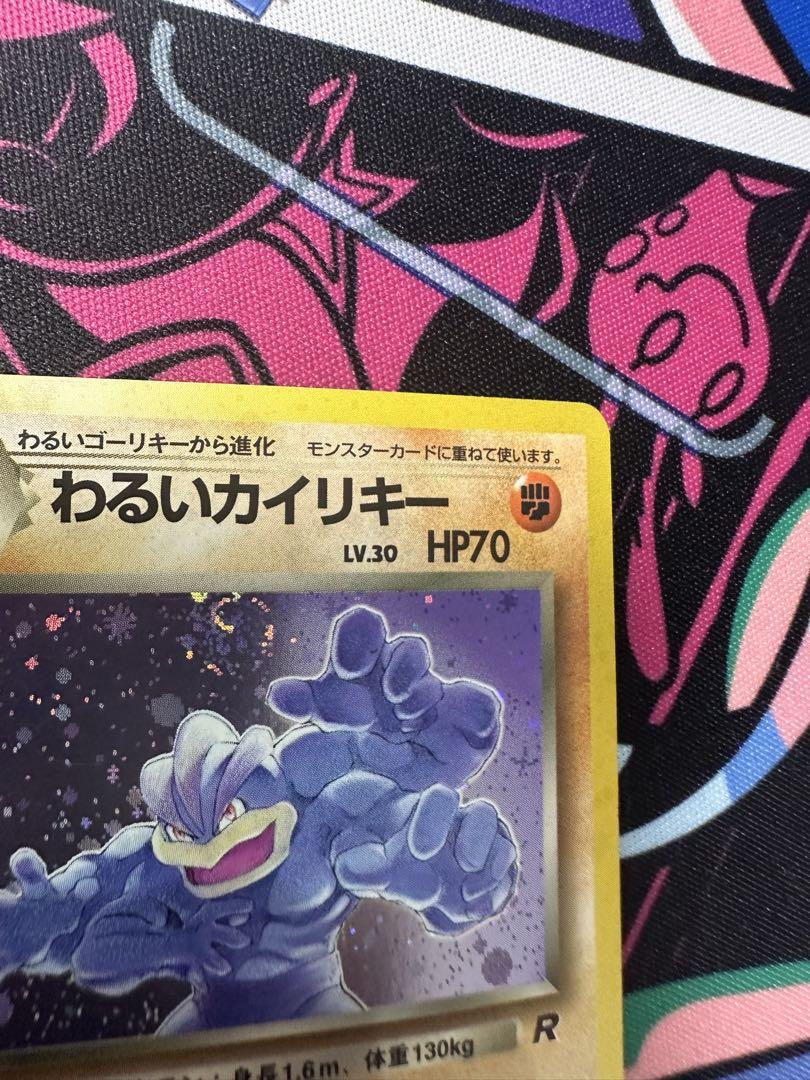 わるいゴーリキーから進化 モンスターカードに重ねて使います。
わるいカイリキー
LV.30 HP70
R
身長1.6m、体重130kg